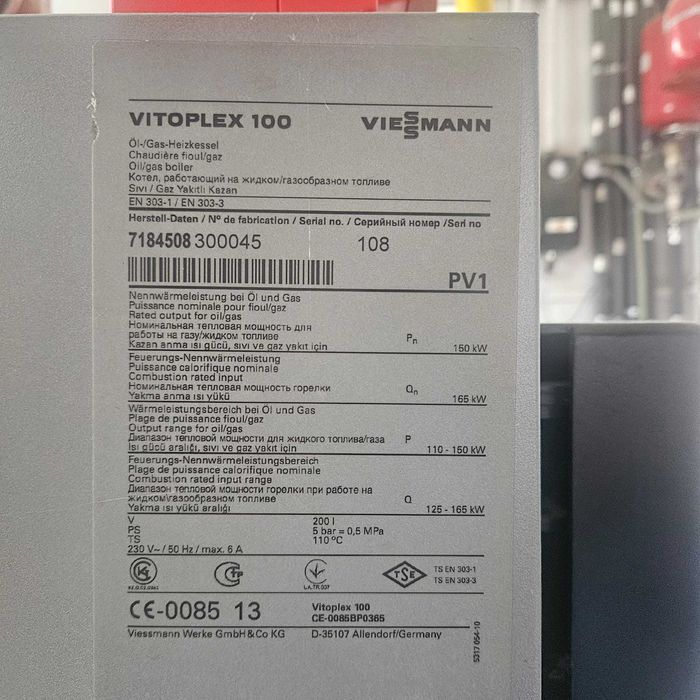 VITOPLEX 100
VIESSMANN
Öl-/Gas-Heizkessel
Chaudière fioul/gaz
Oil/gas boiler
Котел, работающий на жидком/газообразном топливе
Sıvı / Gaz Yakıtlı Kazan
EN 303-1 / EN 303-3
Herstell-Daten / Nº de fabrication / Serial no. / Серийный номер /Seri no
7184508 300045 108
PV1
Nennwärmeleistung bei Öl und Gas
Puissance nominale pour fioul/gaz
Rated output for oil/gas
Номинальная тепловая мощность для
работы на газу/жидком топливе
Kazan anma ısı gücü, sıvı ve gaz yakıt için Pn 150 kW
Feuerungs-Nennwärmeleistung
Puissance calorifique nominale
Combustion rated input
Номинальная тепловая мощность горелки
Yakma anma ısı yükü Qn 165 kW
Wärmeleistungsbereich bei Öl und Gas
Plage de puissance fioul/gaz
Output range for oil/gas
Диапазон тепловой мощности для жидкого топлива/газа
Isı gücü aralığı, sıvı ve gaz yakıt için P 110 - 150 kW
Feuerungs-Nennwärmeleistungsbereich
Plage de puissance calorifique nominale
Combustion rated input range
Диапазон тепловой мощности горелки при работе на
жидком/газообразном топливе
Yakma ısı yükü aralığı Q 125 - 165 kW
V 200 l
PS 5 bar = 0,5 MPa
TS 110 °C
230 V~ / 50 Hz / max. 6 A
TSE
TS EN 303-1
TS EN 303-3
CE-0085 13
Vitoplex 100
CE-0085BP0365
Viessmann Werke GmbH & Co KG D-35107 Allendorf/Germany
5317 054-10